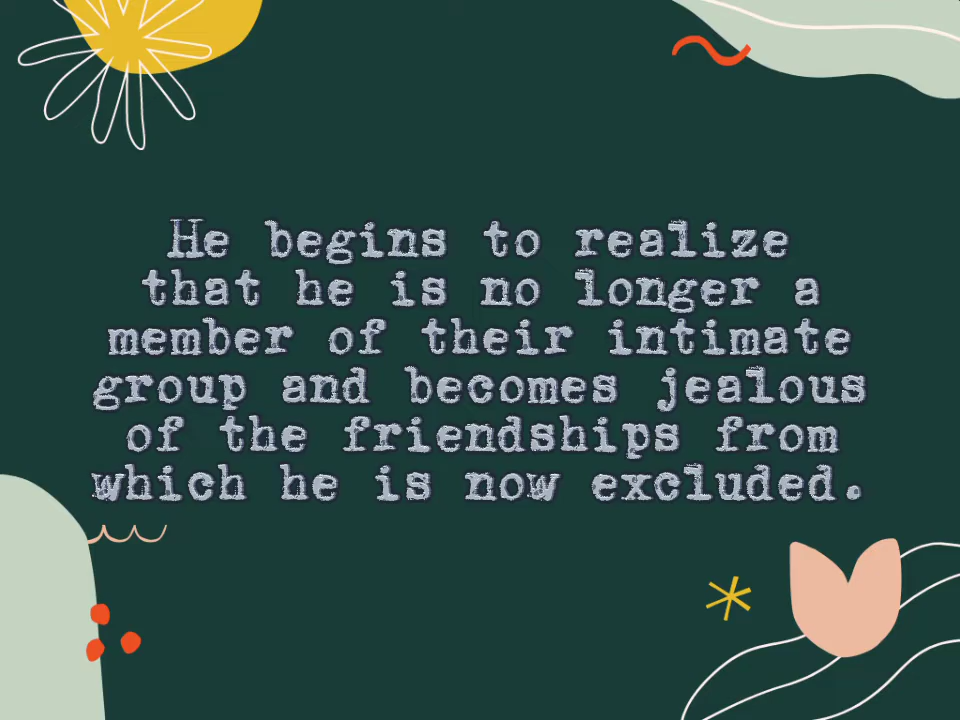 He begins to realize
that he is no longer a
member of their intimate
group and becomes jealous
of the friendships from
which he is now excluded.